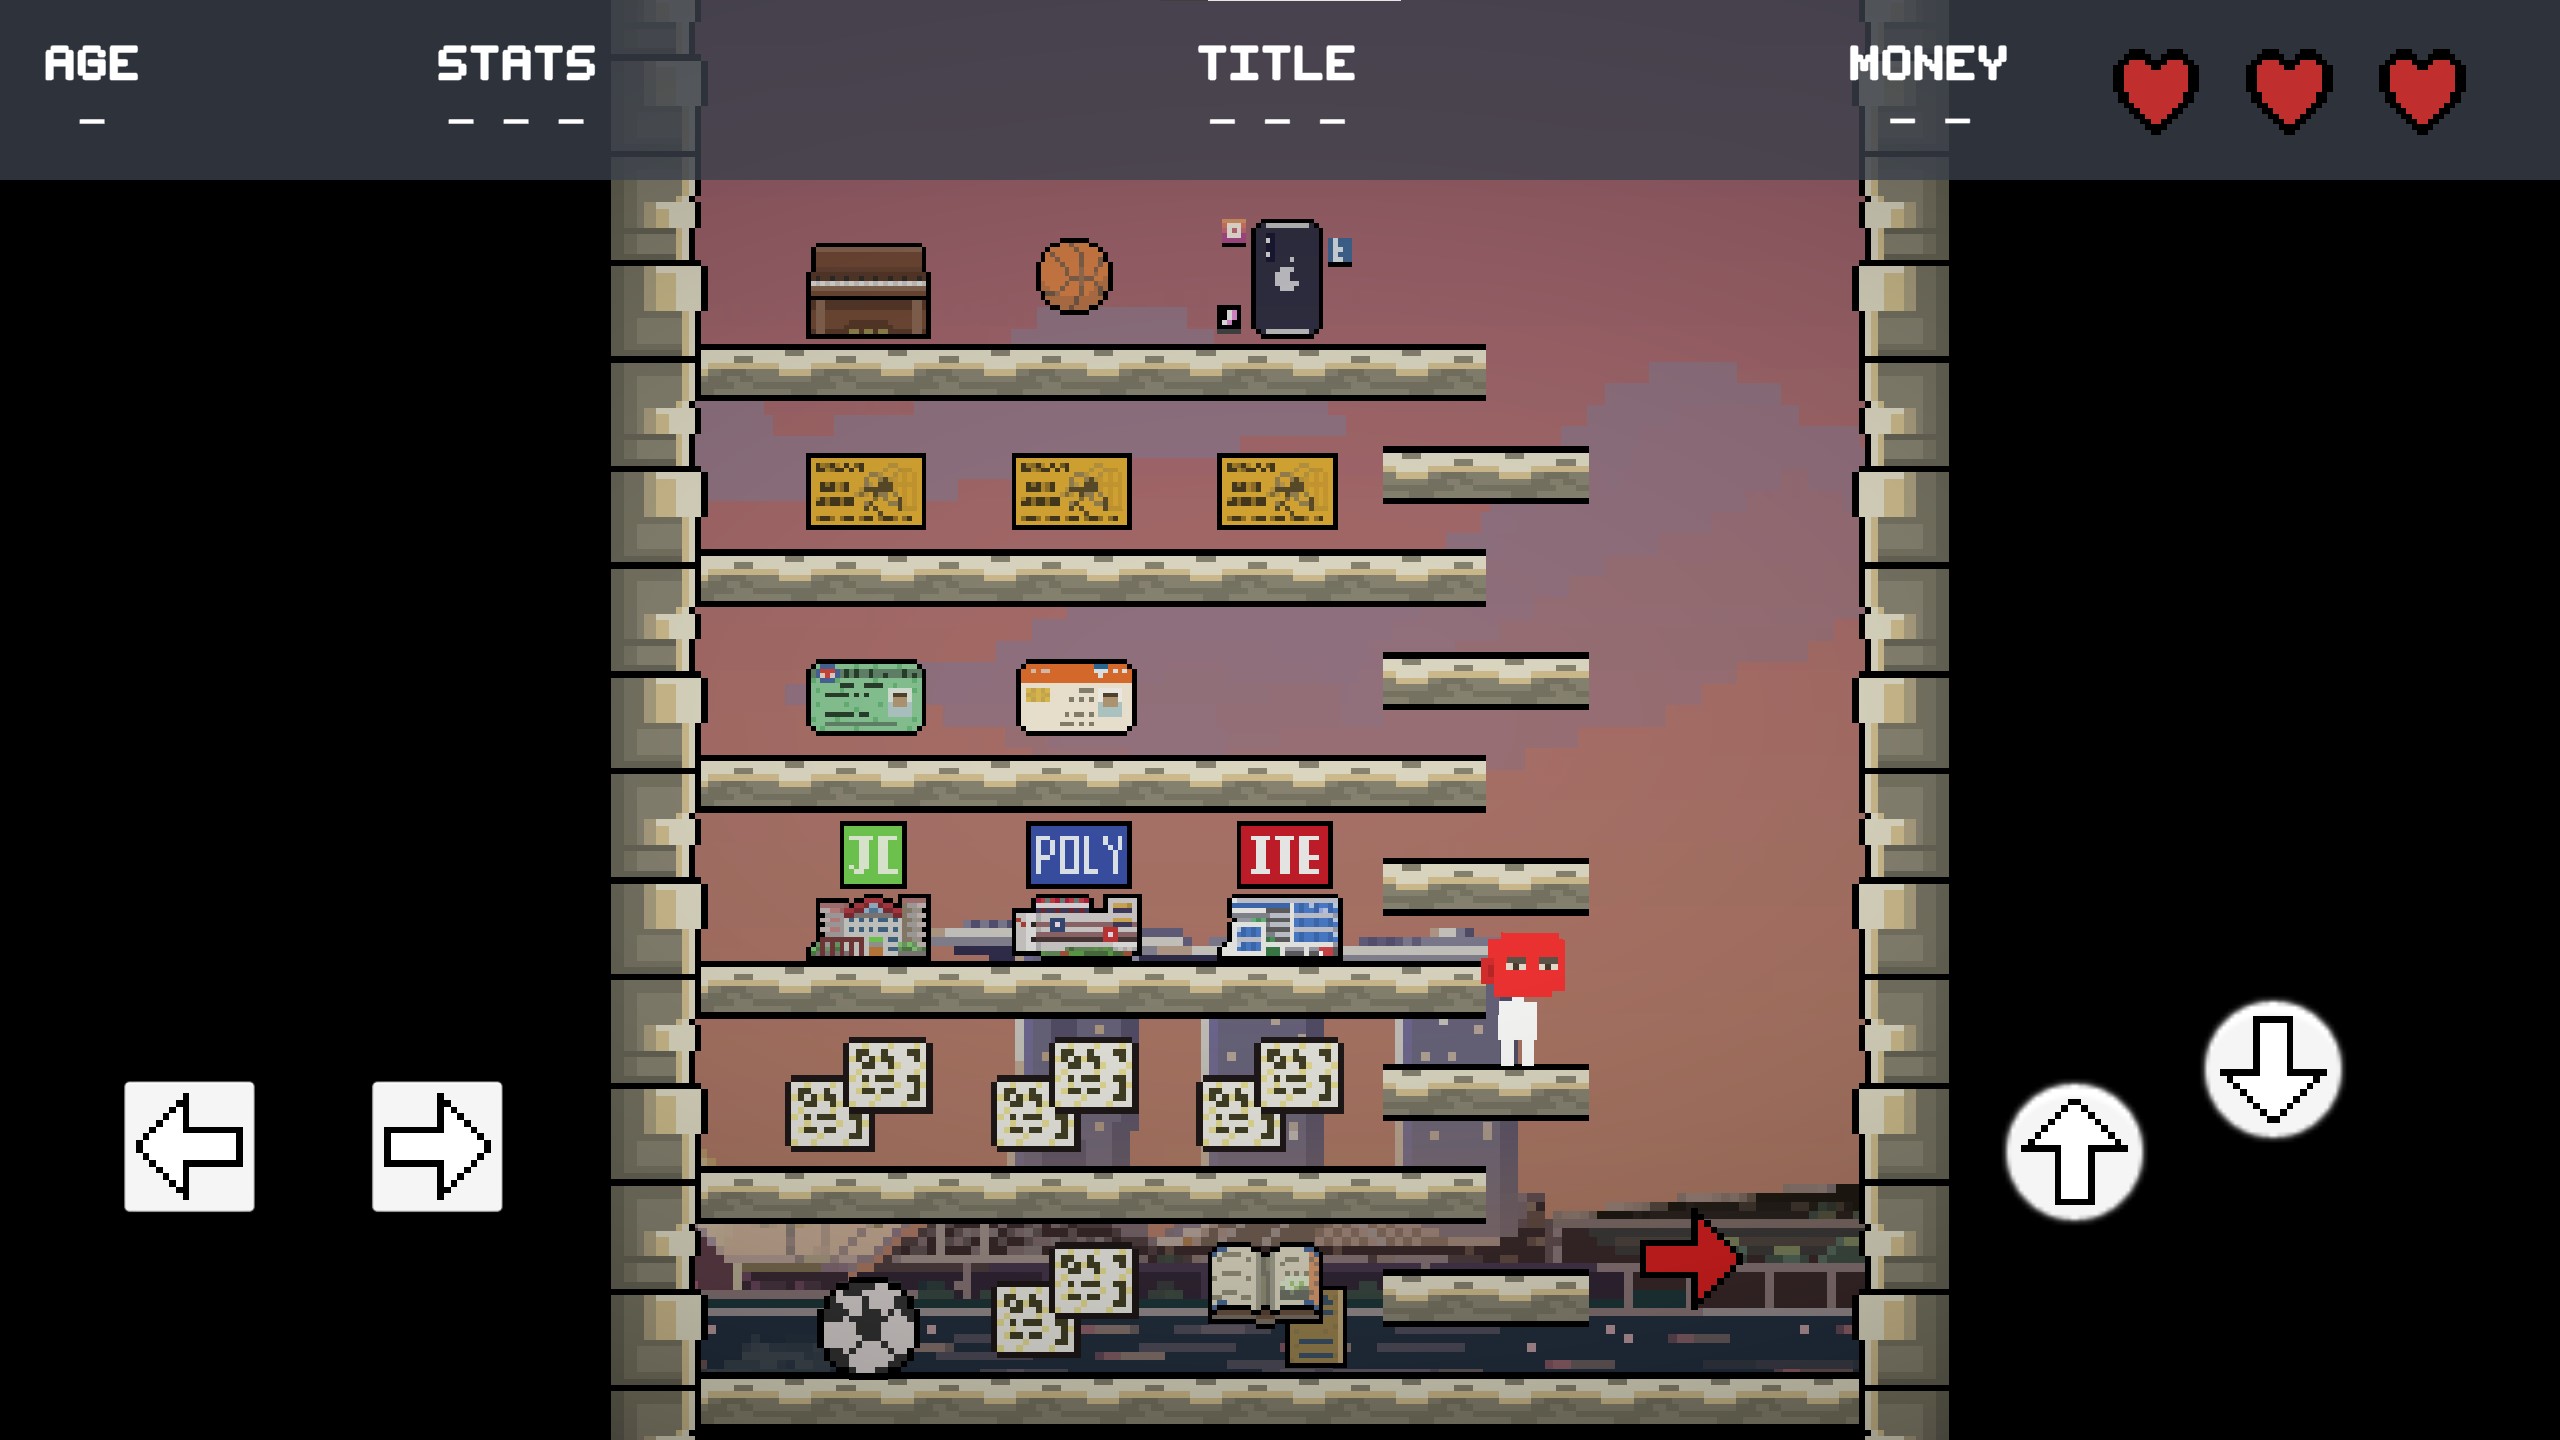 AGE STATS TITLE MONEY
- --- --- --
JC POLY ITE